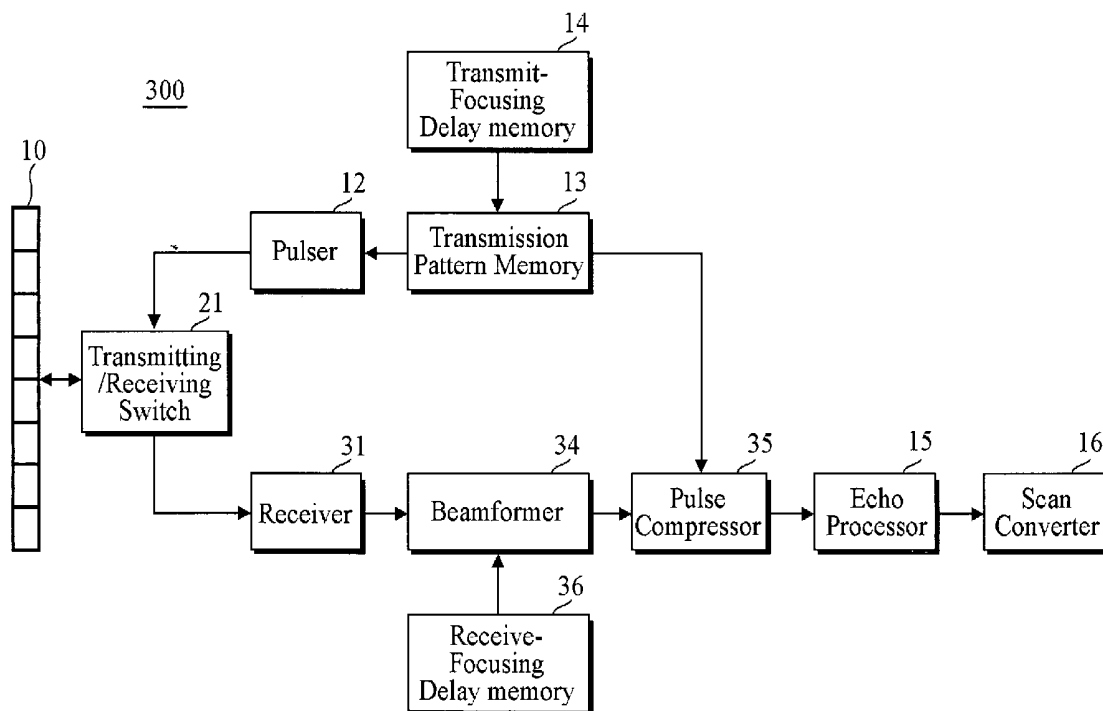 14
Transmit-
Focusing
Delay memory
300
10
12
Pulser
13
Transmission
Pattern Memory
21
Transmitting
/Receiving
Switch
31
Receiver
34
Beamformer
35
Pulse
Compressor
15
Echo
Processor
16
Scan
Converter
36
Receive-
Focusing
Delay memory